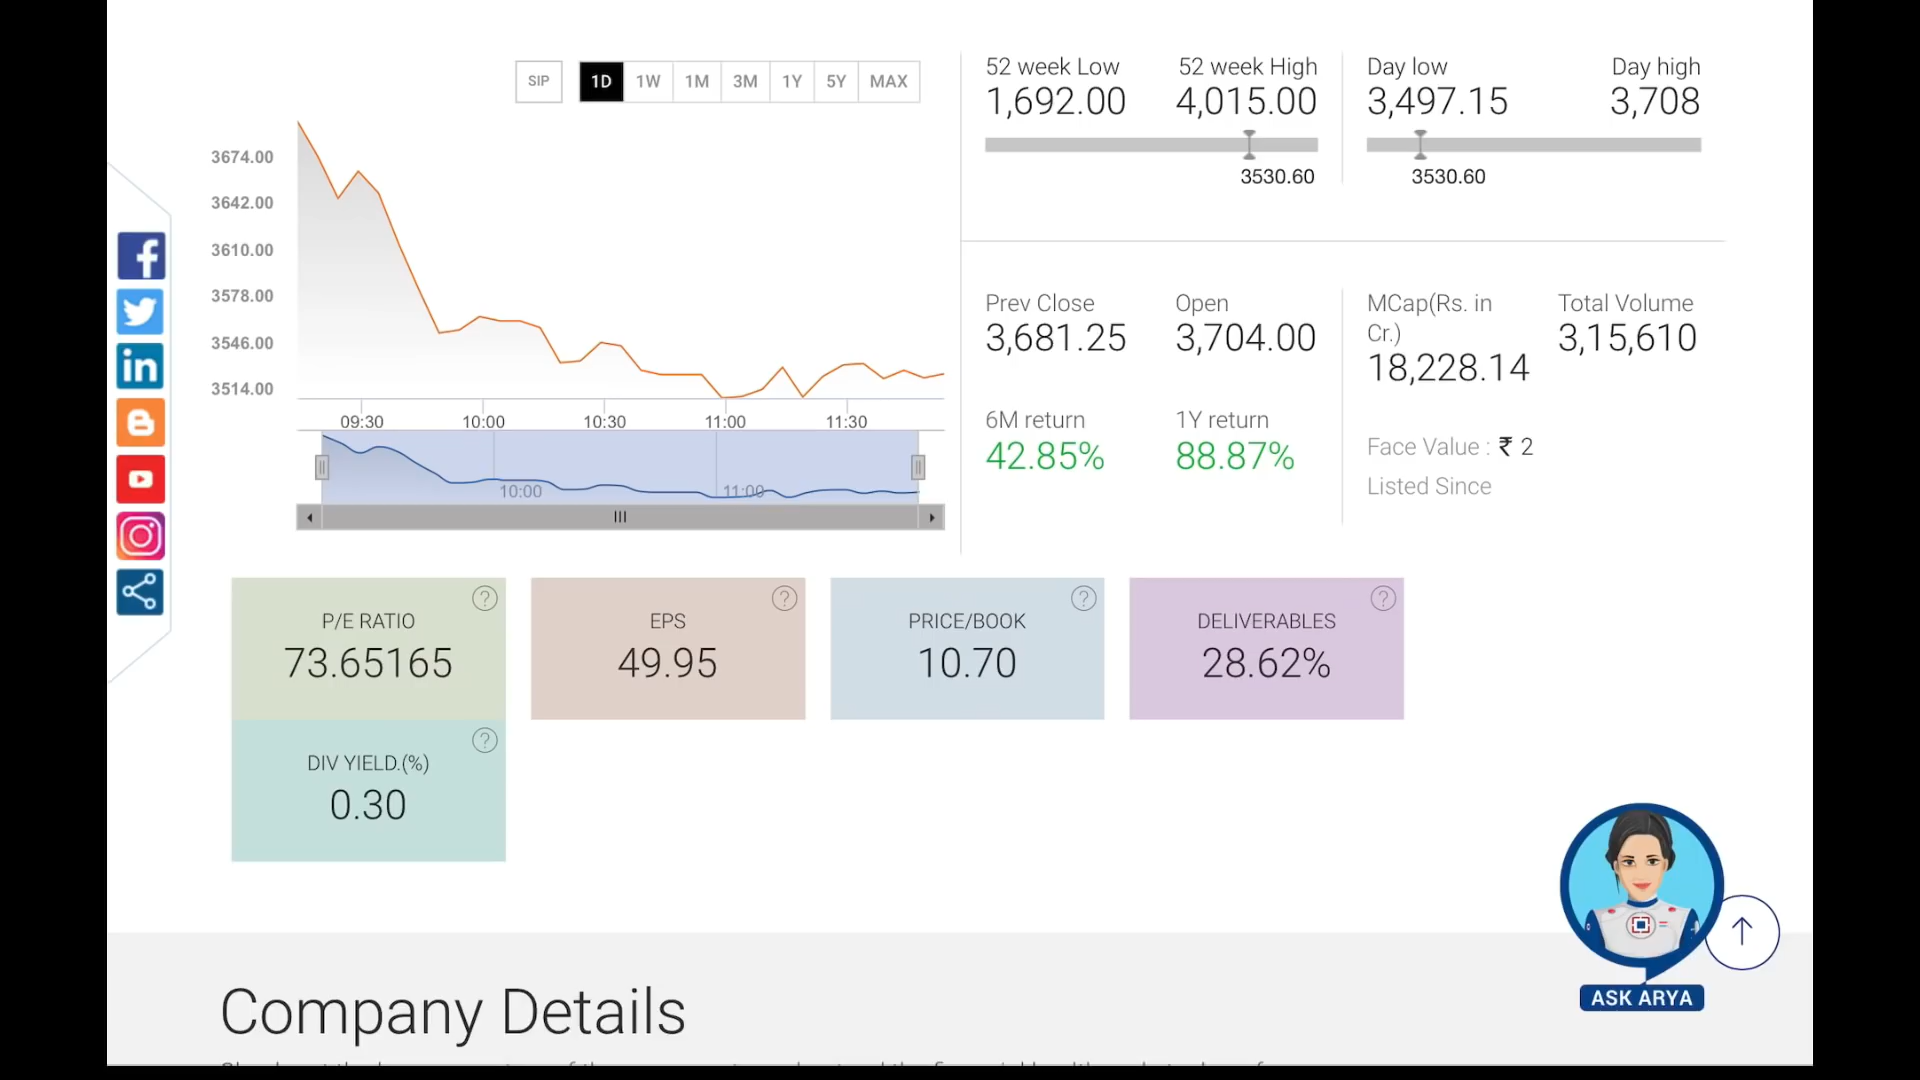 SIP 1D 1W 1M 3M 1Y 5Y MAX
3674.00
3642.00
3610.00
3578.00
3546.00
3514.00
09:30 10:00 10:30 11:00 11:30
10:00 11:00
52 week Low 52 week High
1,692.00 4,015.00
3530.60
Day low Day high
3,497.15 3,708
3530.60
Prev Close Open
3,681.25 3,704.00
MCap(Rs. in
Cr.)
18,228.14
Total Volume
3,15,610
6M return 1Y return
42.85% 88.87%
Face Value : ₹ 2
Listed Since
P/E RATIO
73.65165
EPS
49.95
PRICE/BOOK
10.70
DELIVERABLES
28.62%
DIV YIELD.(%)
0.30
ASK ARYA
Company Details